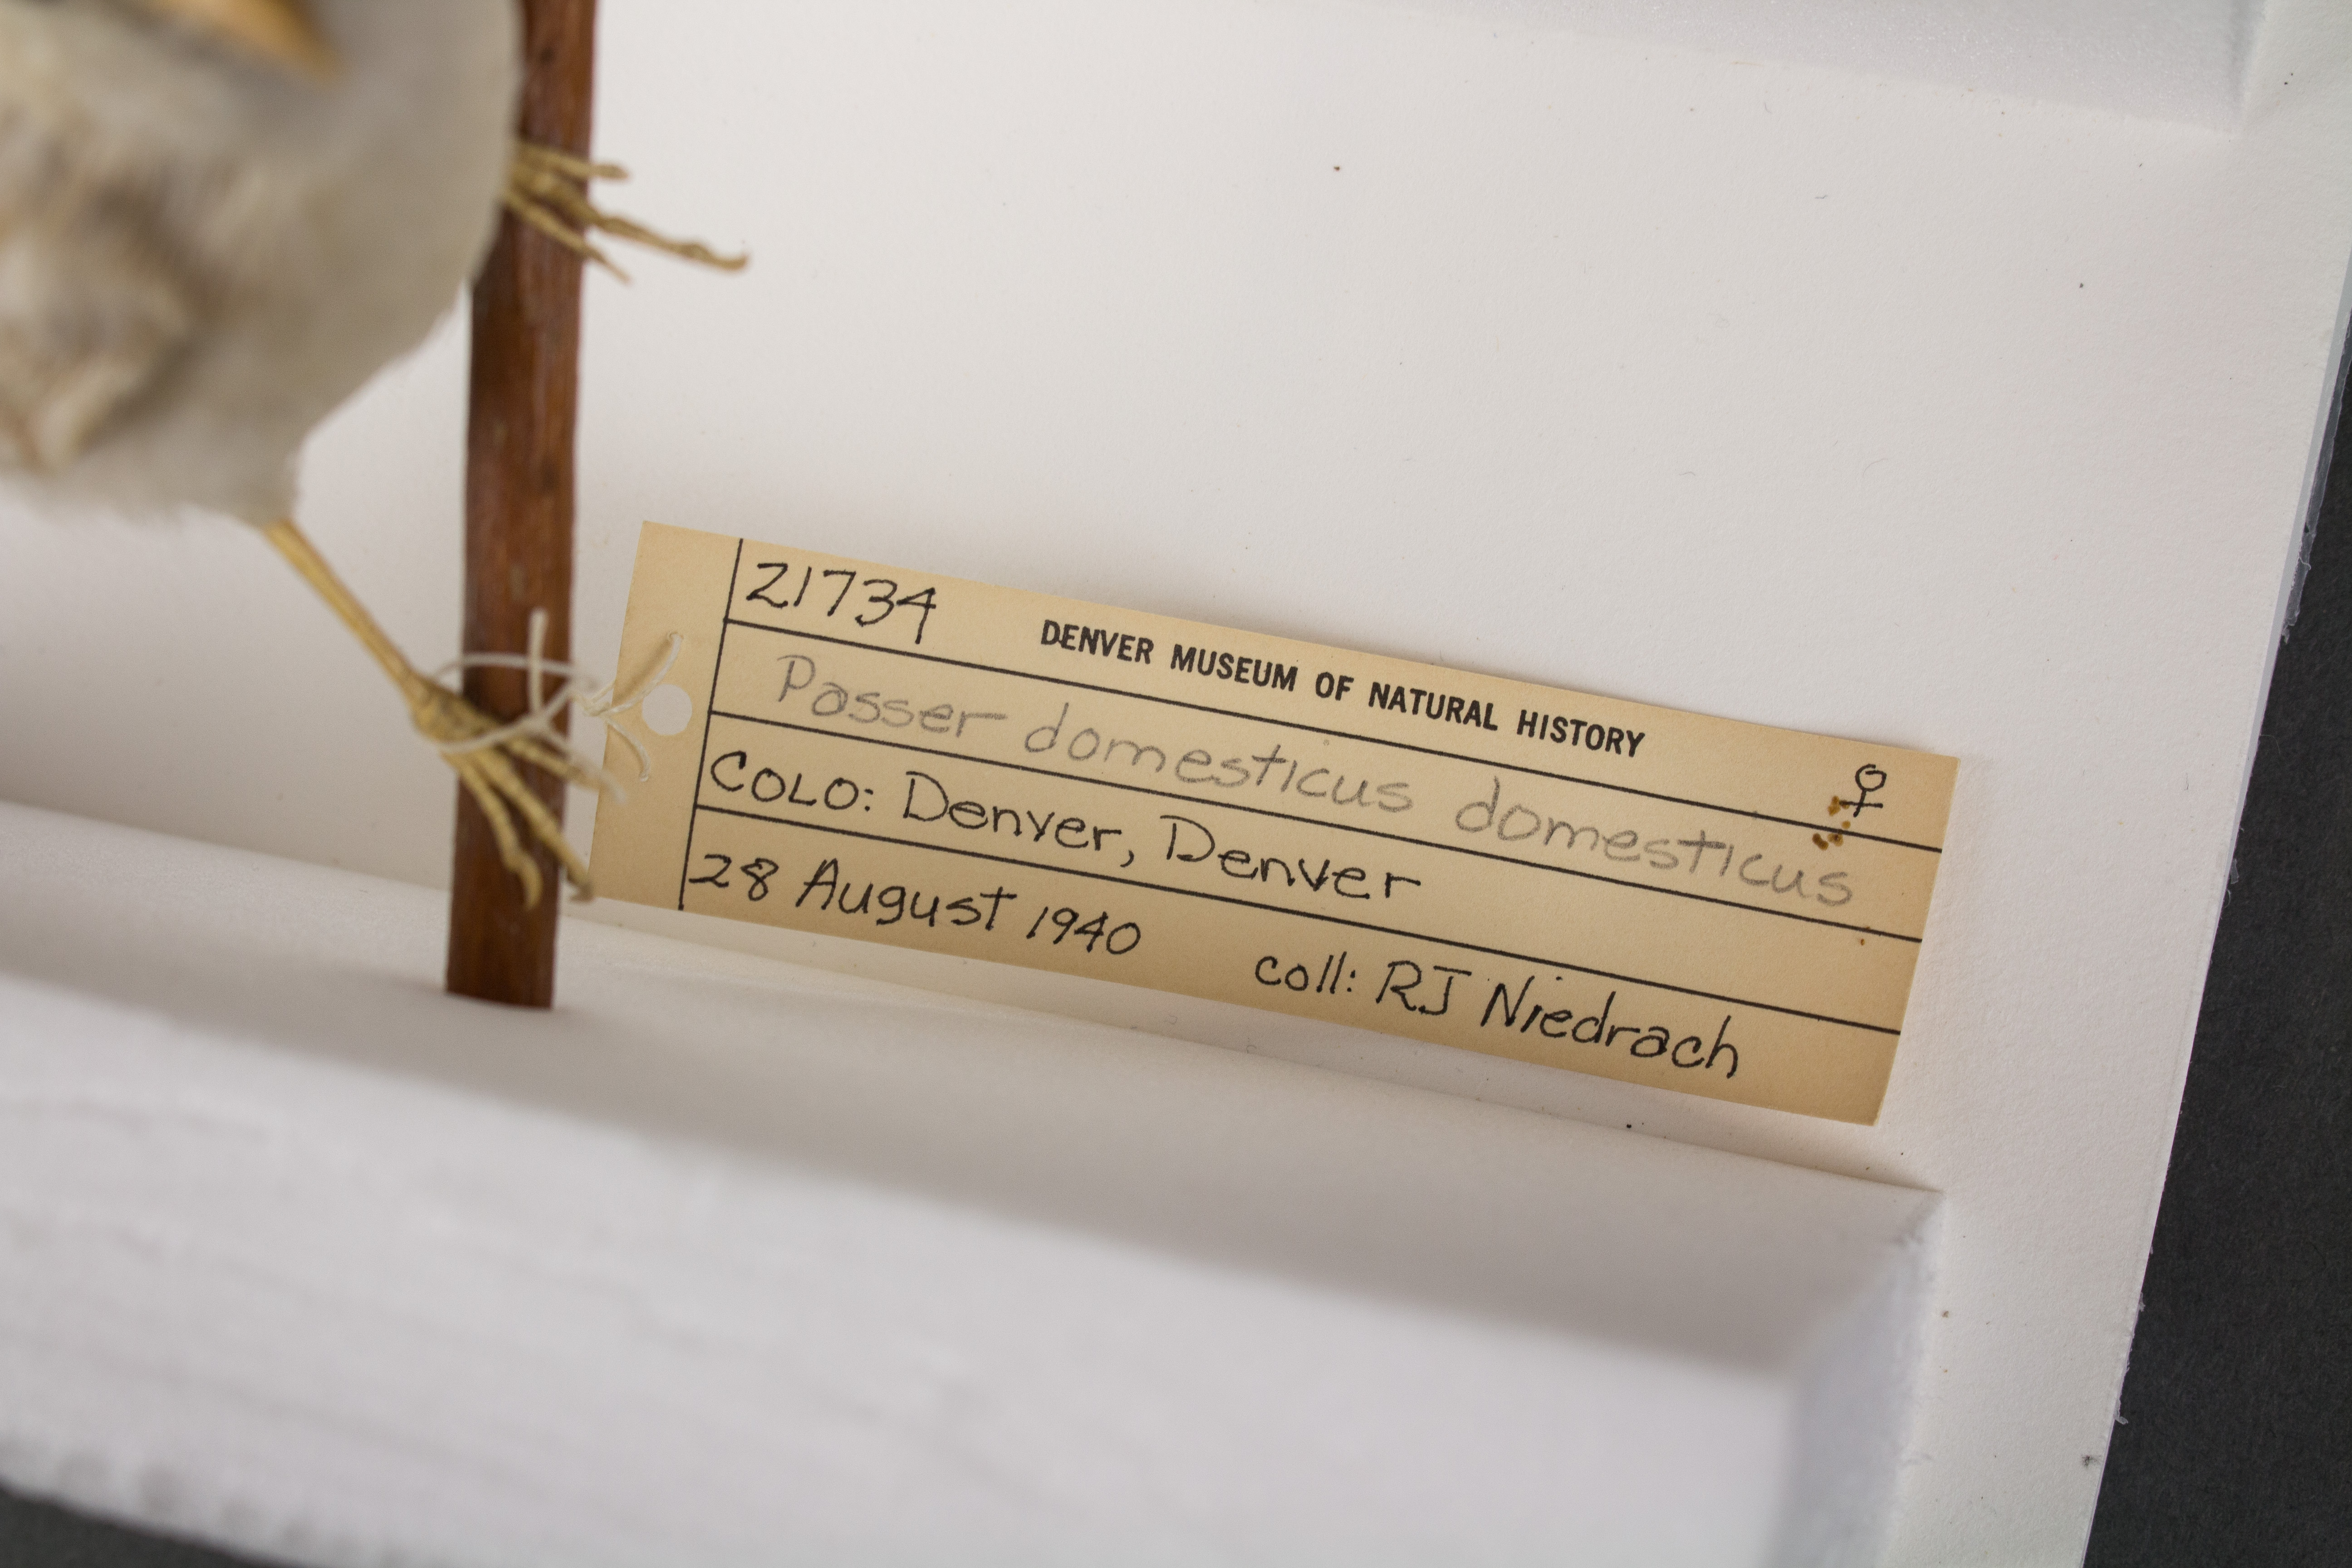 21734 DENVER MUSEUM OF NATURAL HISTORY ♀
Passer domesticus domesticus
COLO: Denver, Denver
28 August 1940 coll: RJ Niedrach